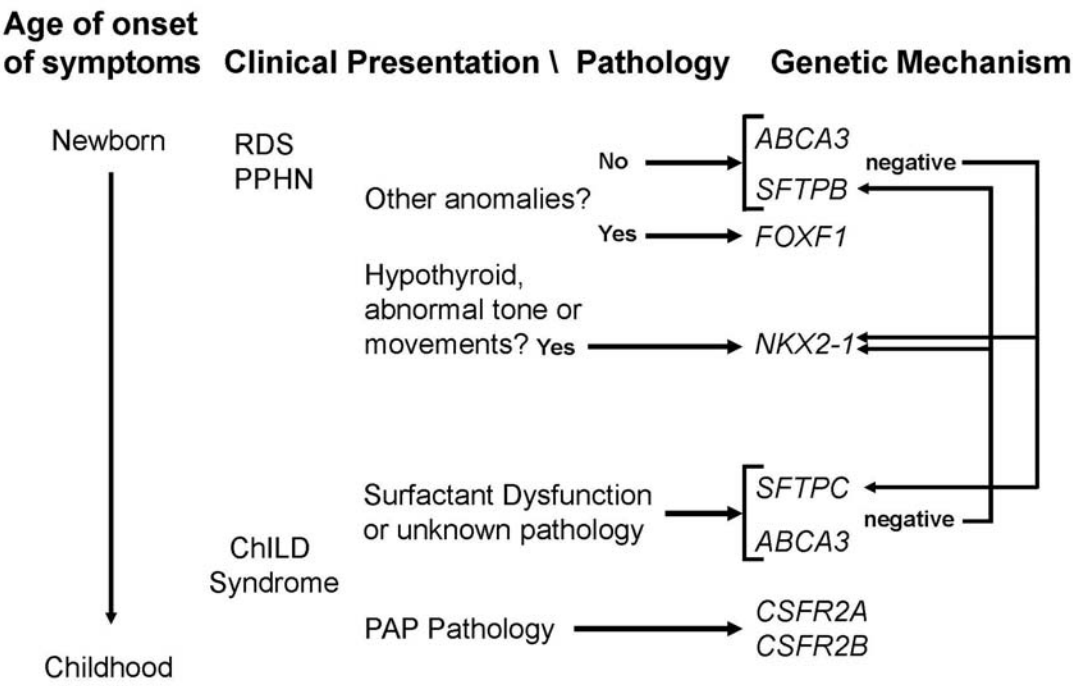 Age of onset
of symptoms
Clinical Presentation \ Pathology
Genetic Mechanism
Newborn
RDS
PPHN
Other anomalies?
No
Yes
ABCA3
SFTPB
negative
FOXF1
Hypothyroid,
abnormal tone or
movements? Yes
NKX2-1
Surfactant Dysfunction
or unknown pathology
SFTPC
negative
ABCA3
ChILD
Syndrome
PAP Pathology
CSFR2A
CSFR2B
Childhood